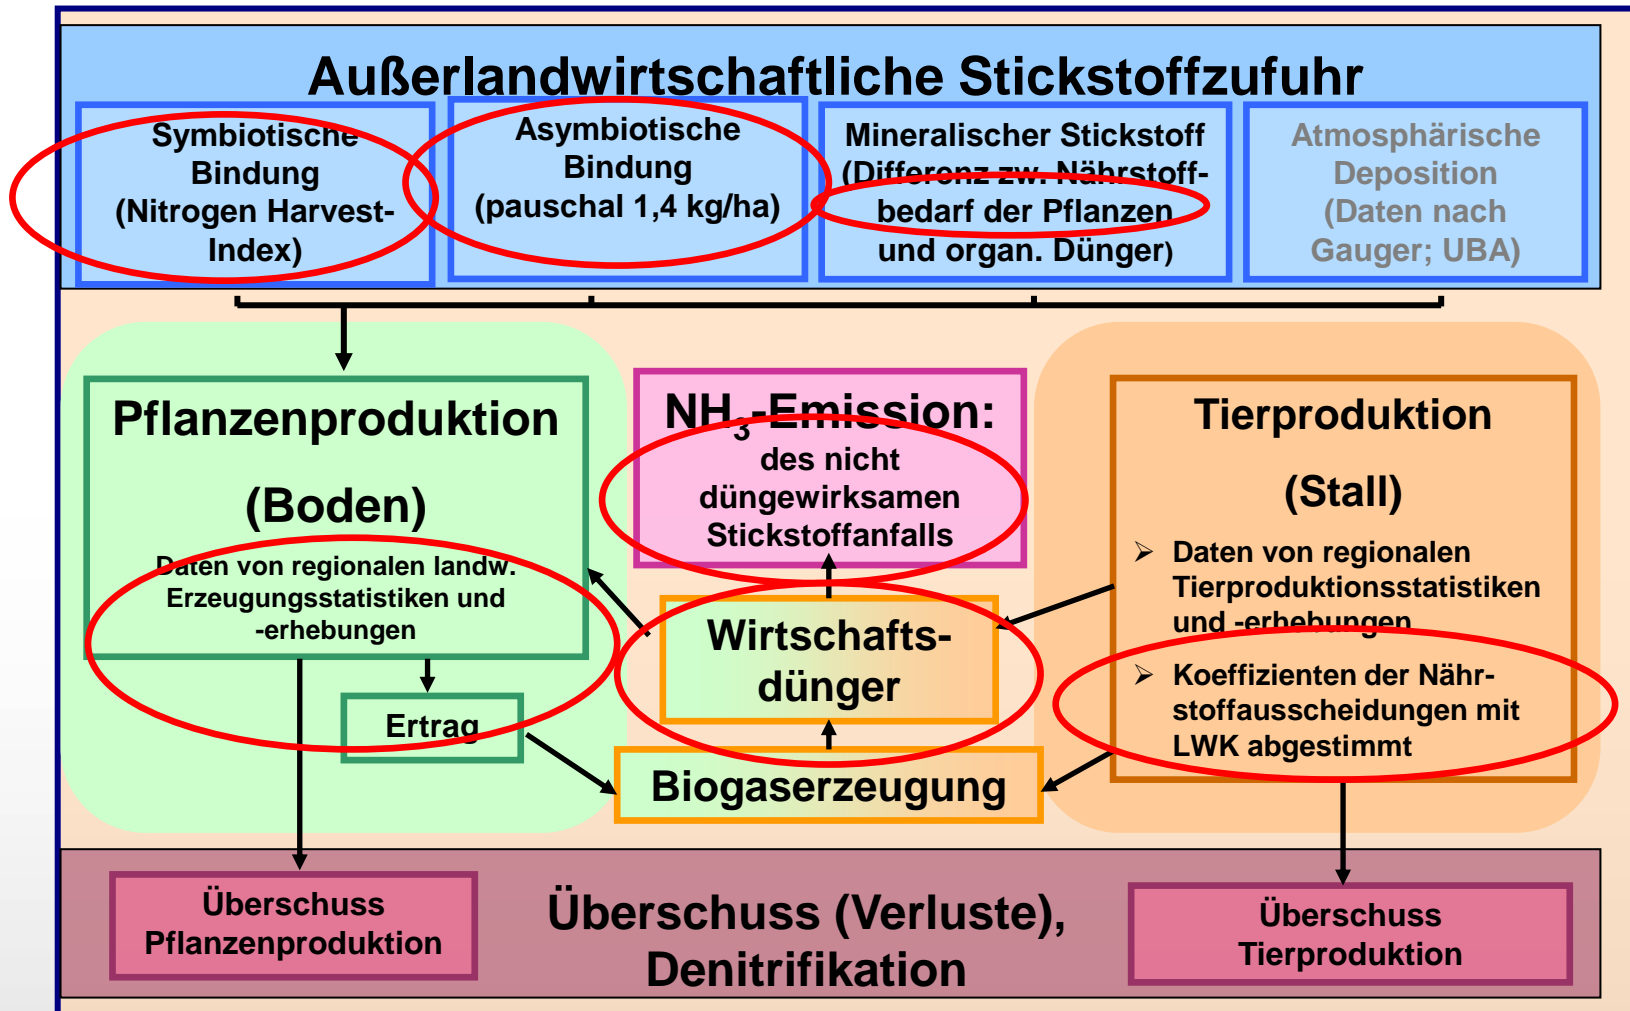 Außerlandwirtschaftliche Stickstoffzufuhr
Symbiotische
Bindung
(Nitrogen Harvest-
Index)
Asymbiotische
Bindung
(pauschal 1,4 kg/ha)
Mineralischer Stickstoff
(Differenz zw. Nährstoff-
bedarf der Pflanzen
und organ. Dünger)
Atmosphärische
Deposition
(Daten nach
Gauger; UBA)
Pflanzenproduktion
(Boden)
Daten von regionalen landw.
Erzeugungsstatistiken und
-erhebungen
Ertrag
NH₃-Emission:
des nicht
düngewirksamen
Stickstoffanfalls
Wirtschafts-
dünger
Biogaserzeugung
Tierproduktion
(Stall)
➢ Daten von regionalen
Tierproduktionsstatistiken
und -erhebungen
➢ Koeffizienten der Nähr-
stoffausscheidungen mit
LWK abgestimmt
Überschuss
Pflanzenproduktion
Überschuss (Verluste),
Denitrifikation
Überschuss
Tierproduktion